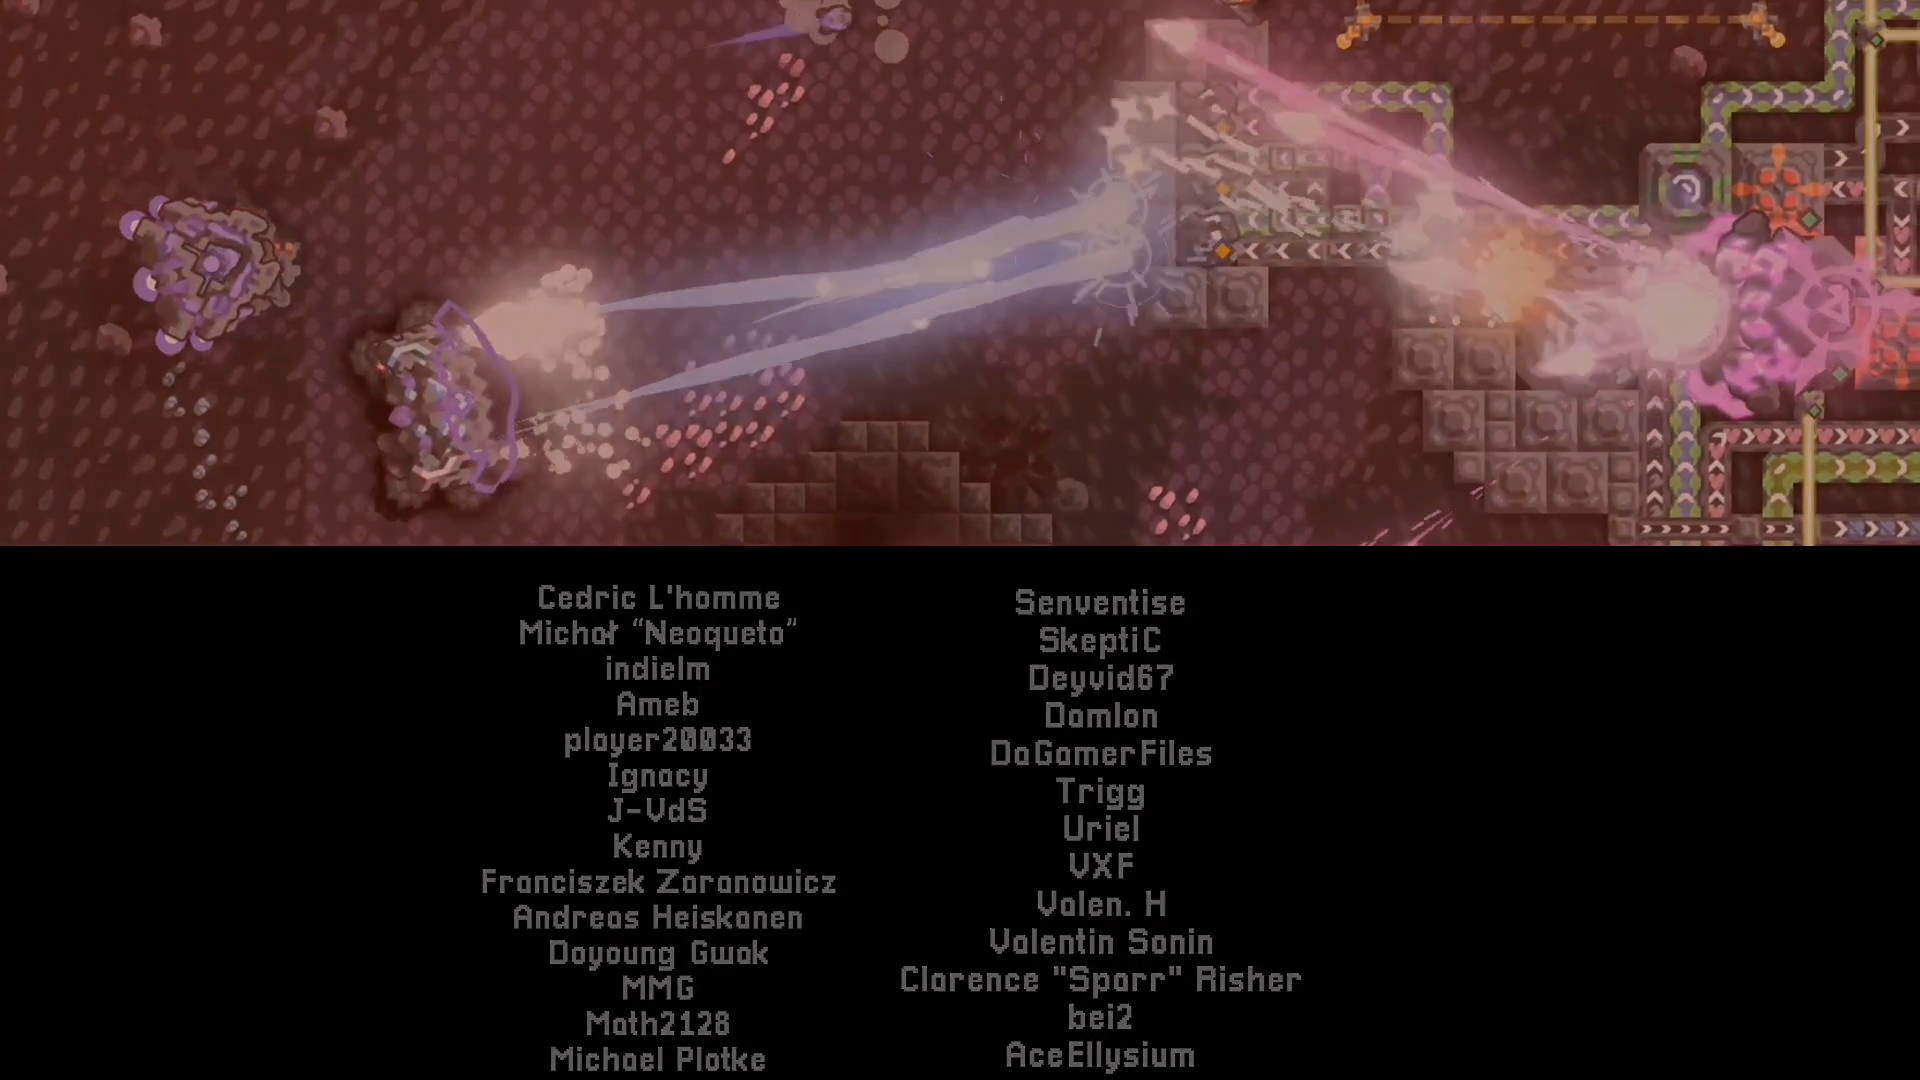 Cedric L'homme
Michał “Neoqueto”
indielm
Ameb
player20033
Ignacy
J-VdS
Kenny
Franciszek Zaranowicz
Andreas Heiskanen
Doyoung Gwak
MMG
Math2128
Michael Plotke
Senventise
SkeptiC
Deyvid67
Damlon
DaGamerFiles
Trigg
Uriel
VXF
Valen. H
Valentin Sonin
Clarence "Sparr" Risher
bei2
AceEllysium